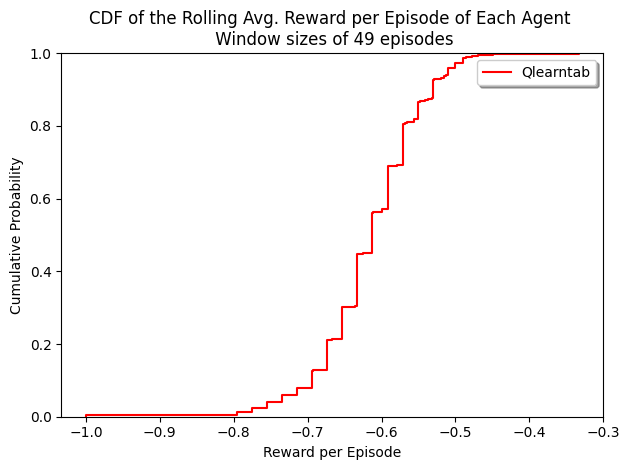 CDF of the Rolling Avg. Reward per Episode of Each Agent
Window sizes of 49 episodes
Qlearntab
Cumulative Probability
1.0
0.8
0.6
0.4
0.2
0.0
−1.0 −0.9 −0.8 −0.7 −0.6 −0.5 −0.4 −0.3
Reward per Episode